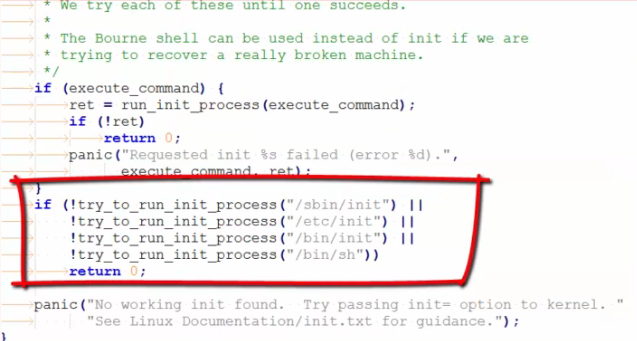 * We try each of these until one succeeds.
*
* The Bourne shell can be used instead of init if we are
* trying to recover a really broken machine.
*/
if (execute_command) {
ret = run_init_process(execute_command);
if (!ret)
return 0;
panic("Requested init %s failed (error %d).",
execute_command, ret);
}
if (!try_to_run_init_process("/sbin/init") ||
!try_to_run_init_process("/etc/init") ||
!try_to_run_init_process("/bin/init") ||
!try_to_run_init_process("/bin/sh"))
return 0;
panic("No working init found.  Try passing init= option to kernel. "
"See Linux Documentation/init.txt for guidance.");
}